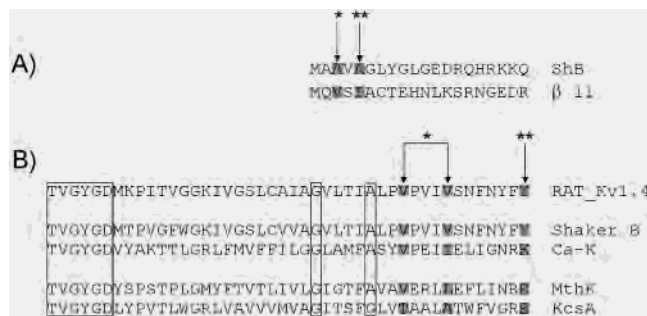 ★ ★★
A) MAAVAGLYGLGEDRQHRKKQ ShB
MQVSIACTEHNLKSRNGEDR β 11
★ ★★
B) TVGYGDMKPITVGGKIVGSLCAIAGVLTIALPVPVIVSNFNYFY RAT_Kv1.4
TVGYGDMTPVGFWGKIVGSLCVVAGVLTIALPVPVIVSNFNYFY Shaker B
TVGYGDVYAKTTLGRLFMVFFILGGLAMFASYVPEIIELIGNRK Ca-K
TVGYGDYSPSTPLGMYFTVTLIVLGIGTFAVAVERLLEFLINRE MthK
TVGYGDLYPVTLWGRLVAVVVMVAGITSFGLVTAALATWFVGRE KcsA